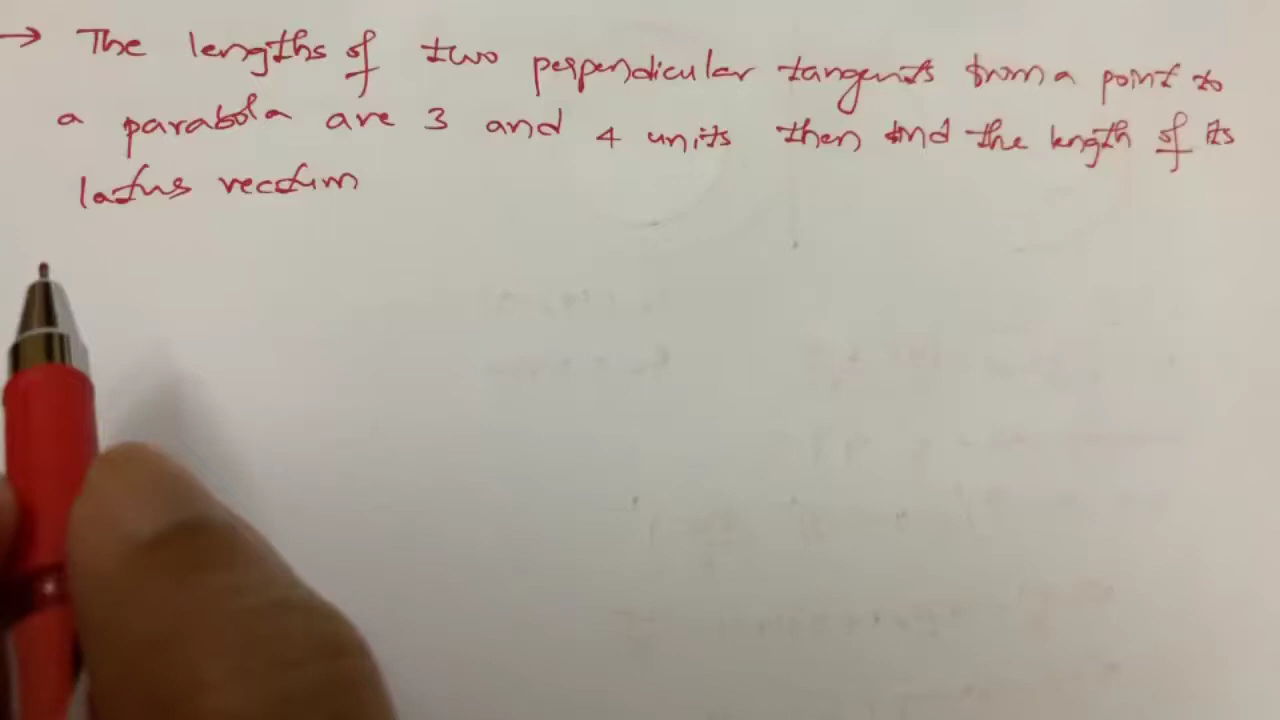 → The lengths of two perpendicular tangents from a point to
a parabola are 3 and 4 units then find the length of its
latus rectum